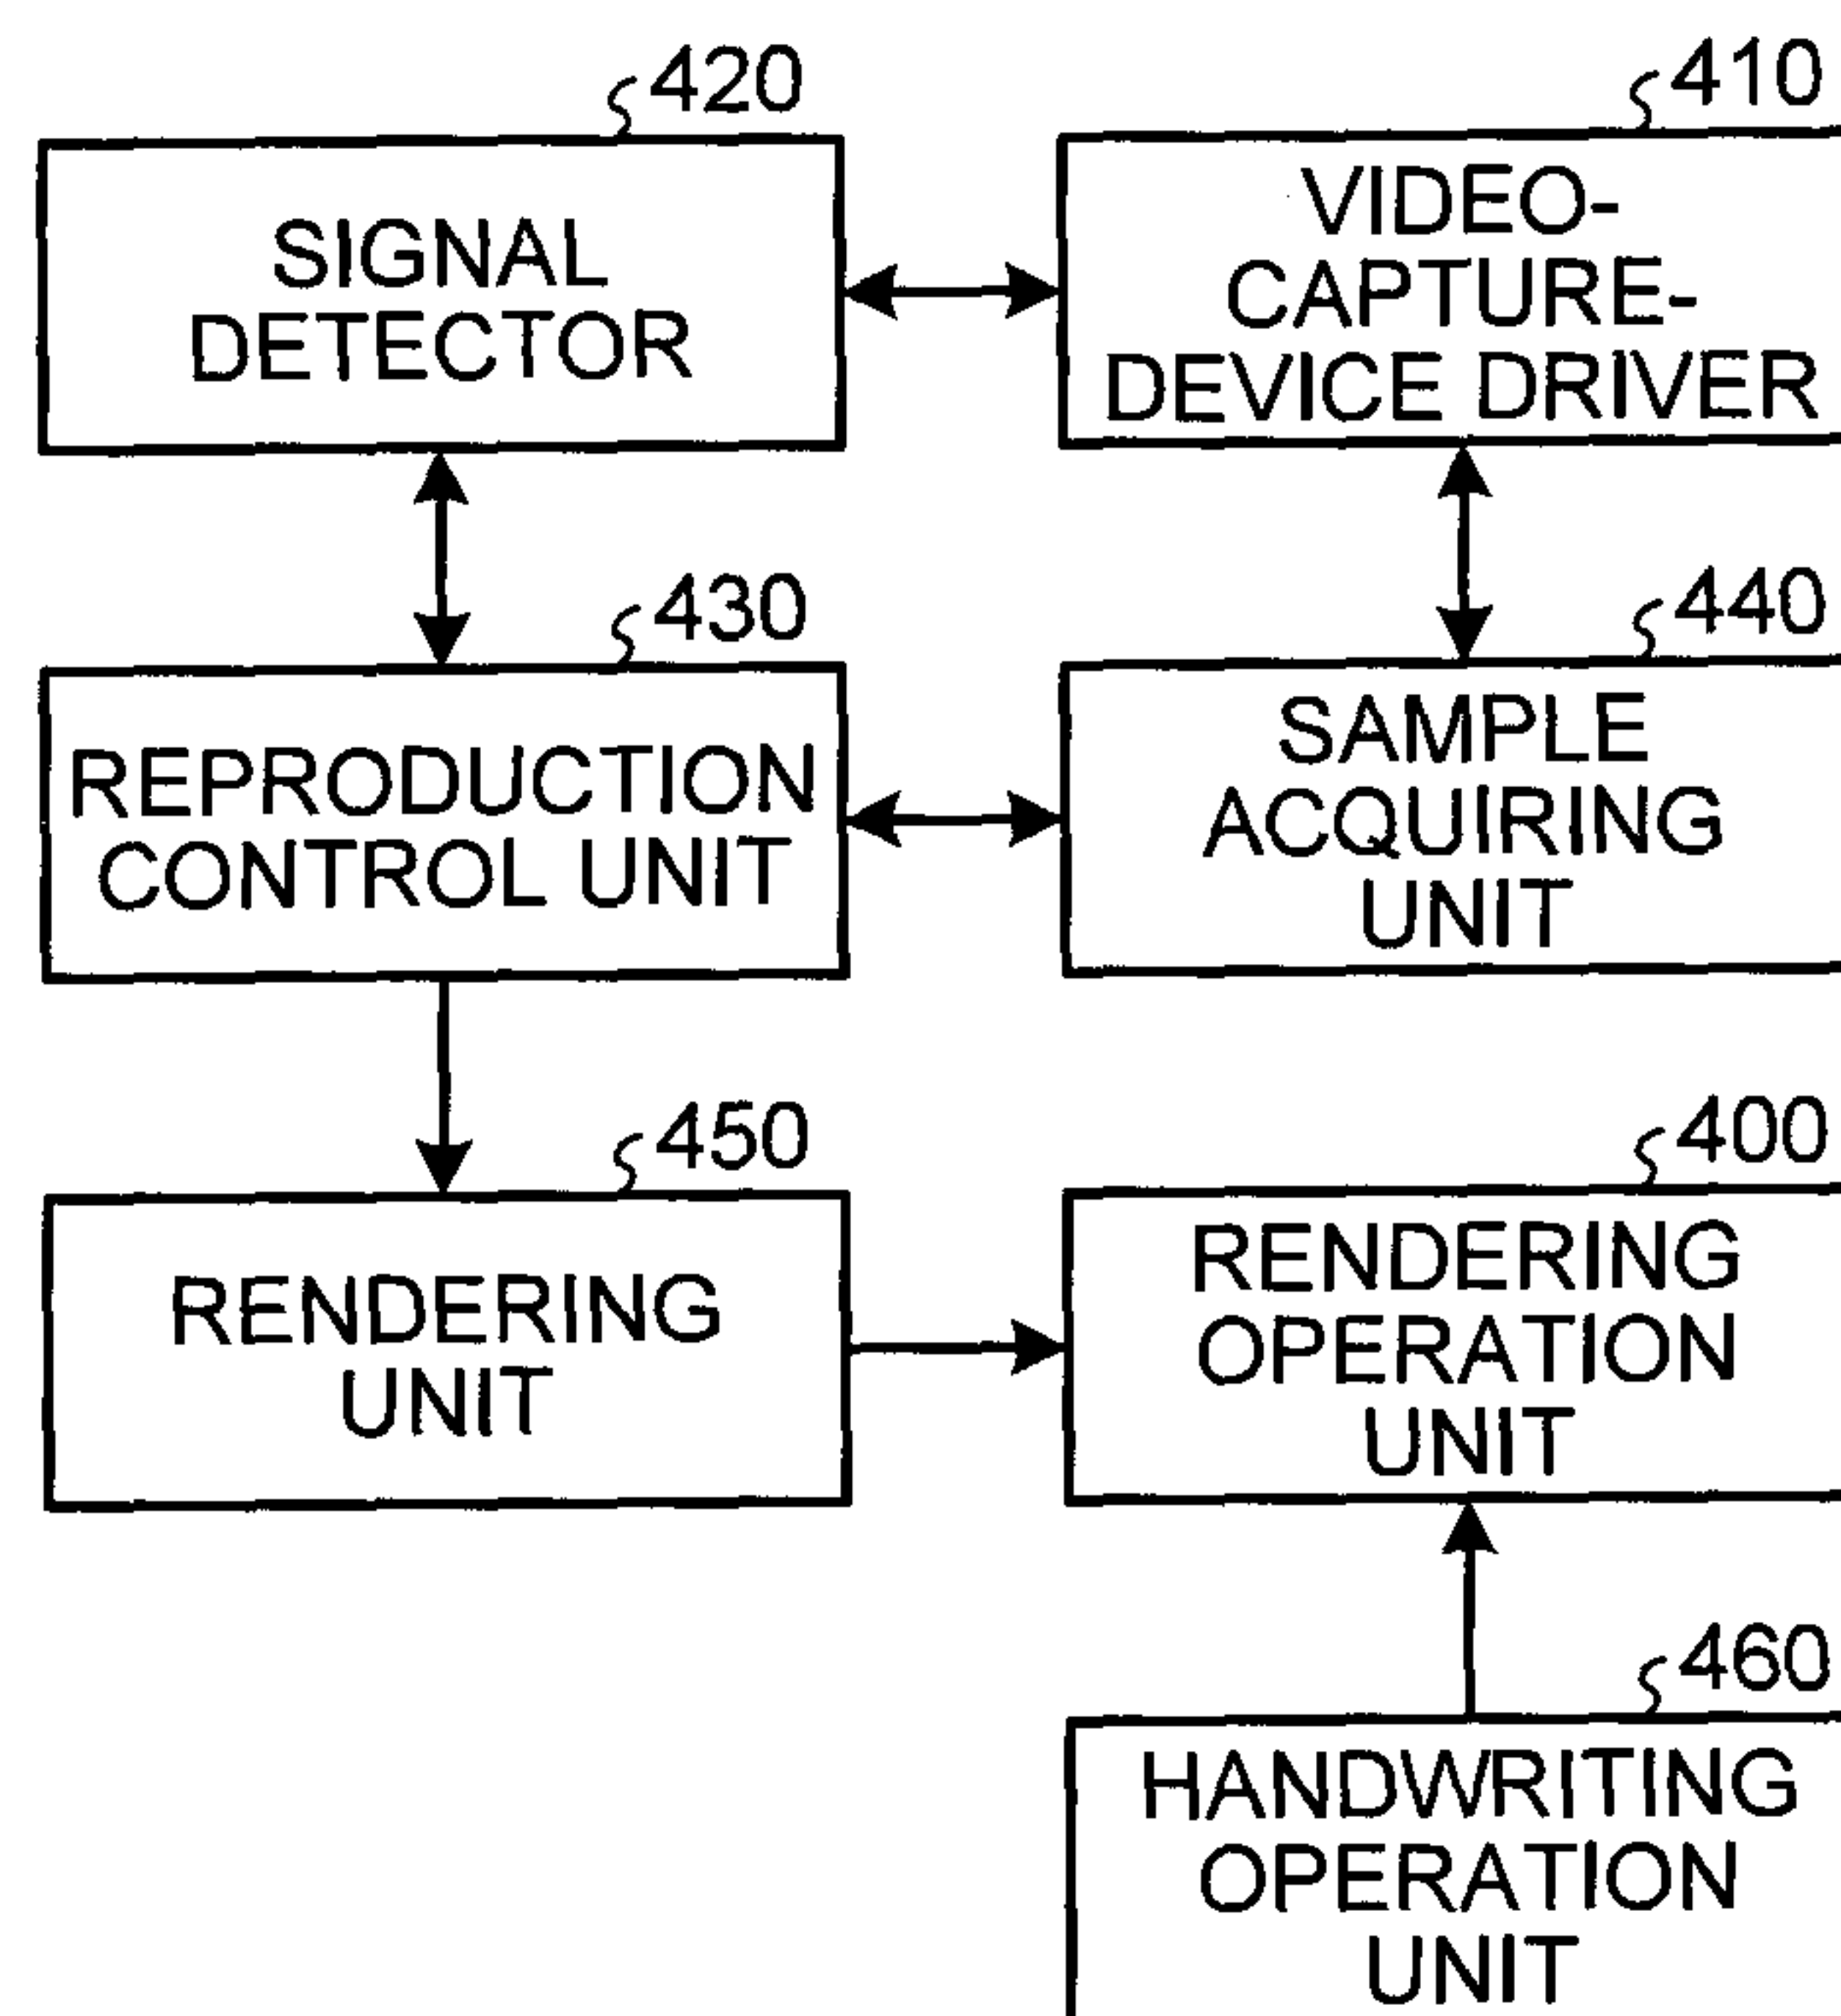 420
SIGNAL
DETECTOR
410
VIDEO-
CAPTURE-
DEVICE DRIVER
430
REPRODUCTION
CONTROL UNIT
440
SAMPLE
ACQUIRING
UNIT
450
RENDERING
UNIT
400
RENDERING
OPERATION
UNIT
460
HANDWRITING
OPERATION
UNIT